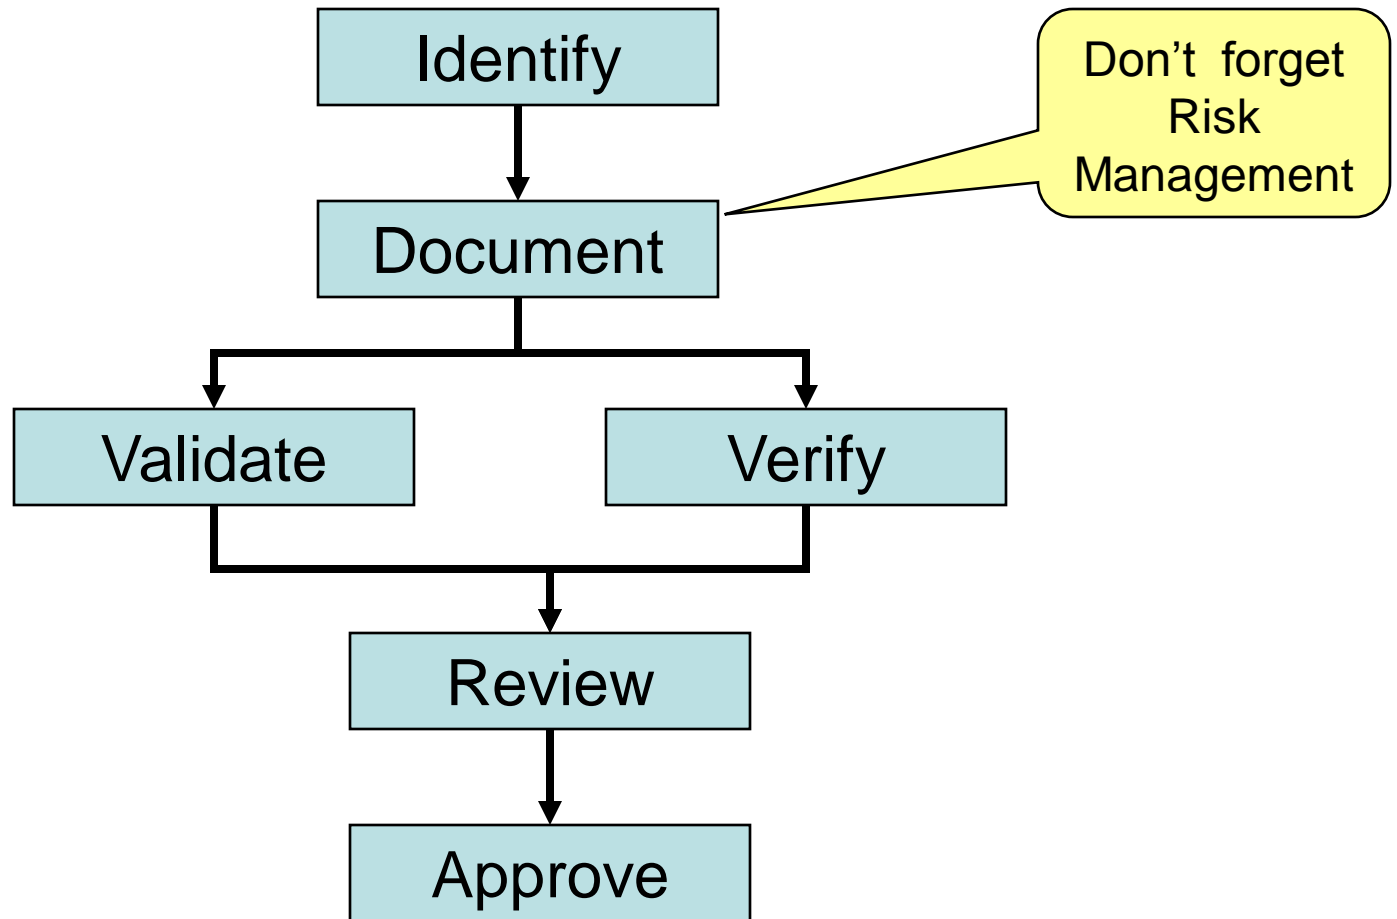 Identify
Don’t forget
Risk
Management
Document
Validate
Verify
Review
Approve